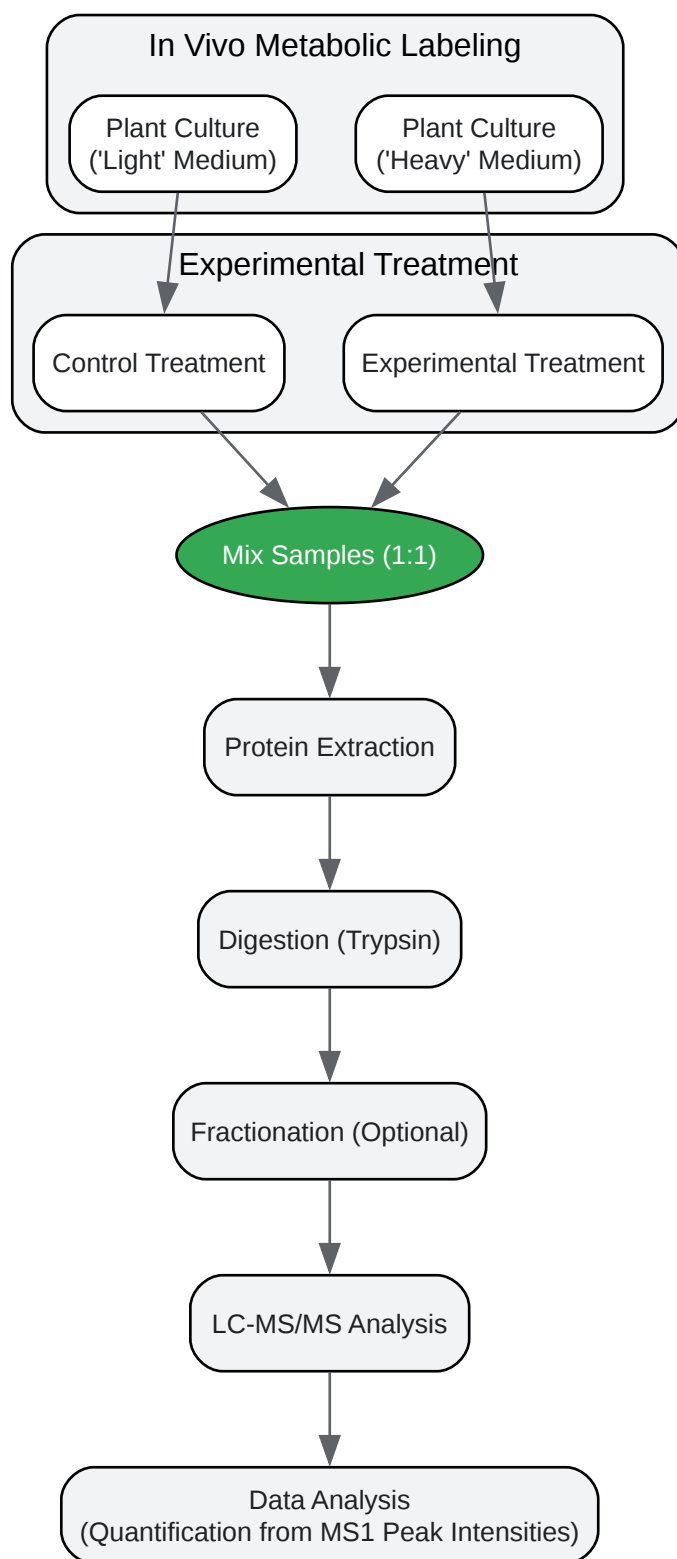 In Vivo Metabolic Labeling
Plant Culture
('Light' Medium)
Plant Culture
('Heavy' Medium)
Experimental Treatment
Control Treatment
Experimental Treatment
Mix Samples (1:1)
Protein Extraction
Digestion (Trypsin)
Fractionation (Optional)
LC-MS/MS Analysis
Data Analysis
(Quantification from MS1 Peak Intensities)